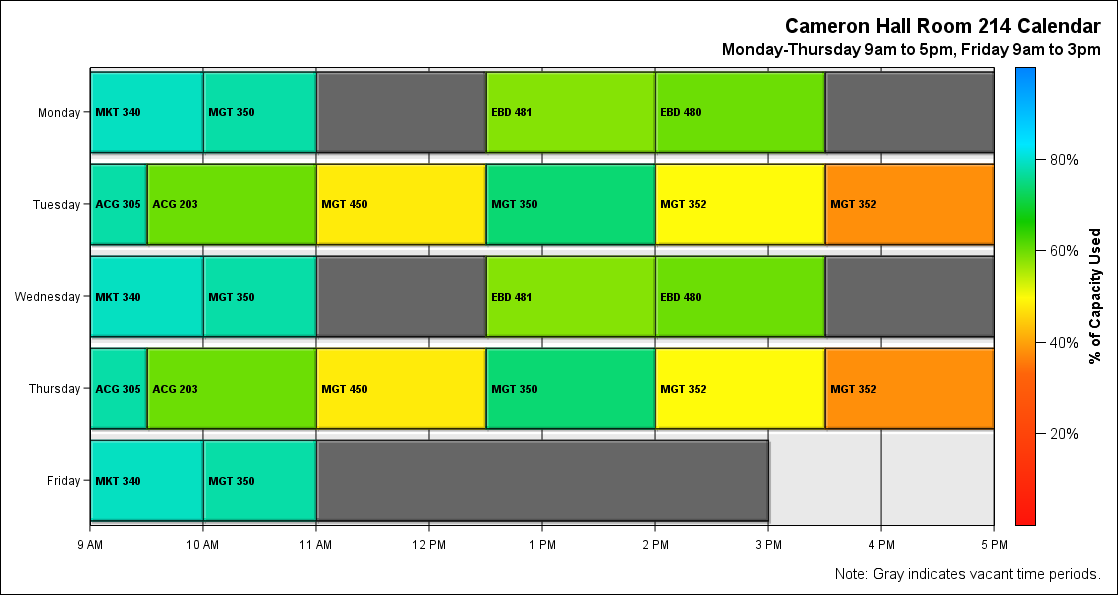 Cameron Hall Room 214 Calendar
Monday-Thursday 9am to 5pm, Friday 9am to 3pm
Monday
MKT 340
MGT 350
EBD 481
EBD 480
Tuesday
ACG 305
ACG 203
MGT 450
MGT 350
MGT 352
MGT 352
Wednesday
MKT 340
MGT 350
EBD 481
EBD 480
Thursday
ACG 305
ACG 203
MGT 450
MGT 350
MGT 352
MGT 352
Friday
MKT 340
MGT 350
9 AM
10 AM
11 AM
12 PM
1 PM
2 PM
3 PM
4 PM
5 PM
80%
60%
40%
20%
% of Capacity Used
Note: Gray indicates vacant time periods.